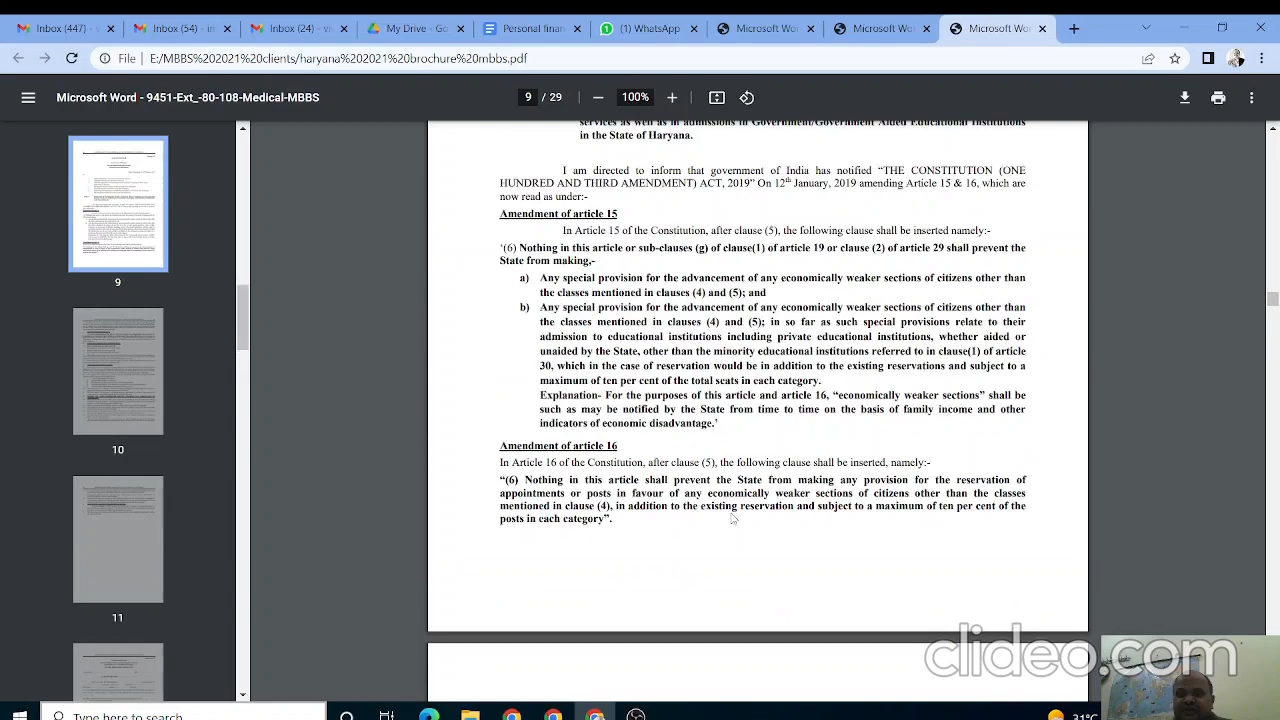 Inbox (447) - v
Inbox (54) - in
Inbox (24) - vi
My Drive - Go
Personal finan
(1) WhatsApp
Microsoft Wor
Microsoft Wor
Microsoft Wor
File
E:/MBBS%202021%20clients/haryana%202021%20brochure%20mbbs.pdf
Microsoft Word - 9451-Ext_-80-108-Medical-MBBS
9 / 29
100%
9
10
11
services as well as in admissions in Government/Government Aided Educational Institutions
in the State of Haryana.
I am directed to inform that government of India has notified “THE CONSTITUTION (ONE
HUNDRED AND THIRD AMENDMENT) ACT, 2019” On 12th January, 2019 amending Article 15 & 16, which are
now read as under:-
Amendment of article 15
In Article 15 of the Constitution, after clause (5), the following clause shall be inserted namely:-
'(6) Nothing in this article or sub-clauses (g) of clause(1) of article 19 or clause (2) of article 29 shall prevent the
State from making,-
a) Any special provision for the advancement of any economically weaker sections of citizens other than
the classes mentioned in clauses (4) and (5); and
b) Any special provision for the advancement of any economically weaker sections of citizens other than
the classes mentioned in clauses (4) and (5); in so far as such special provisions relate to their
admission to educational institutions including private educational institutions, whether aided or
unaided by the State, other than the minority educational institutions referred to in clause(1) of article
30, which in the case of reservation would be in addition to the existing reservations and subject to a
maximum of ten per cent of the total seats in each category.
Explanation- For the purposes of this article and article 16, “economically weaker sections” shall be
such as may be notified by the State from time to time on the basis of family income and other
indicators of economic disadvantage.'
Amendment of article 16
In Article 16 of the Constitution, after clause (5), the following clause shall be inserted, namely:-
“(6) Nothing in this article shall prevent the State from making any provision for the reservation of
appointments or posts in favour of any economically weaker sections of citizens other than the classes
mentioned in clause (4), in addition to the existing reservation and subject to a maximum of ten per cent of the
posts in each category”.
clideo.com
Type here to search
31°C